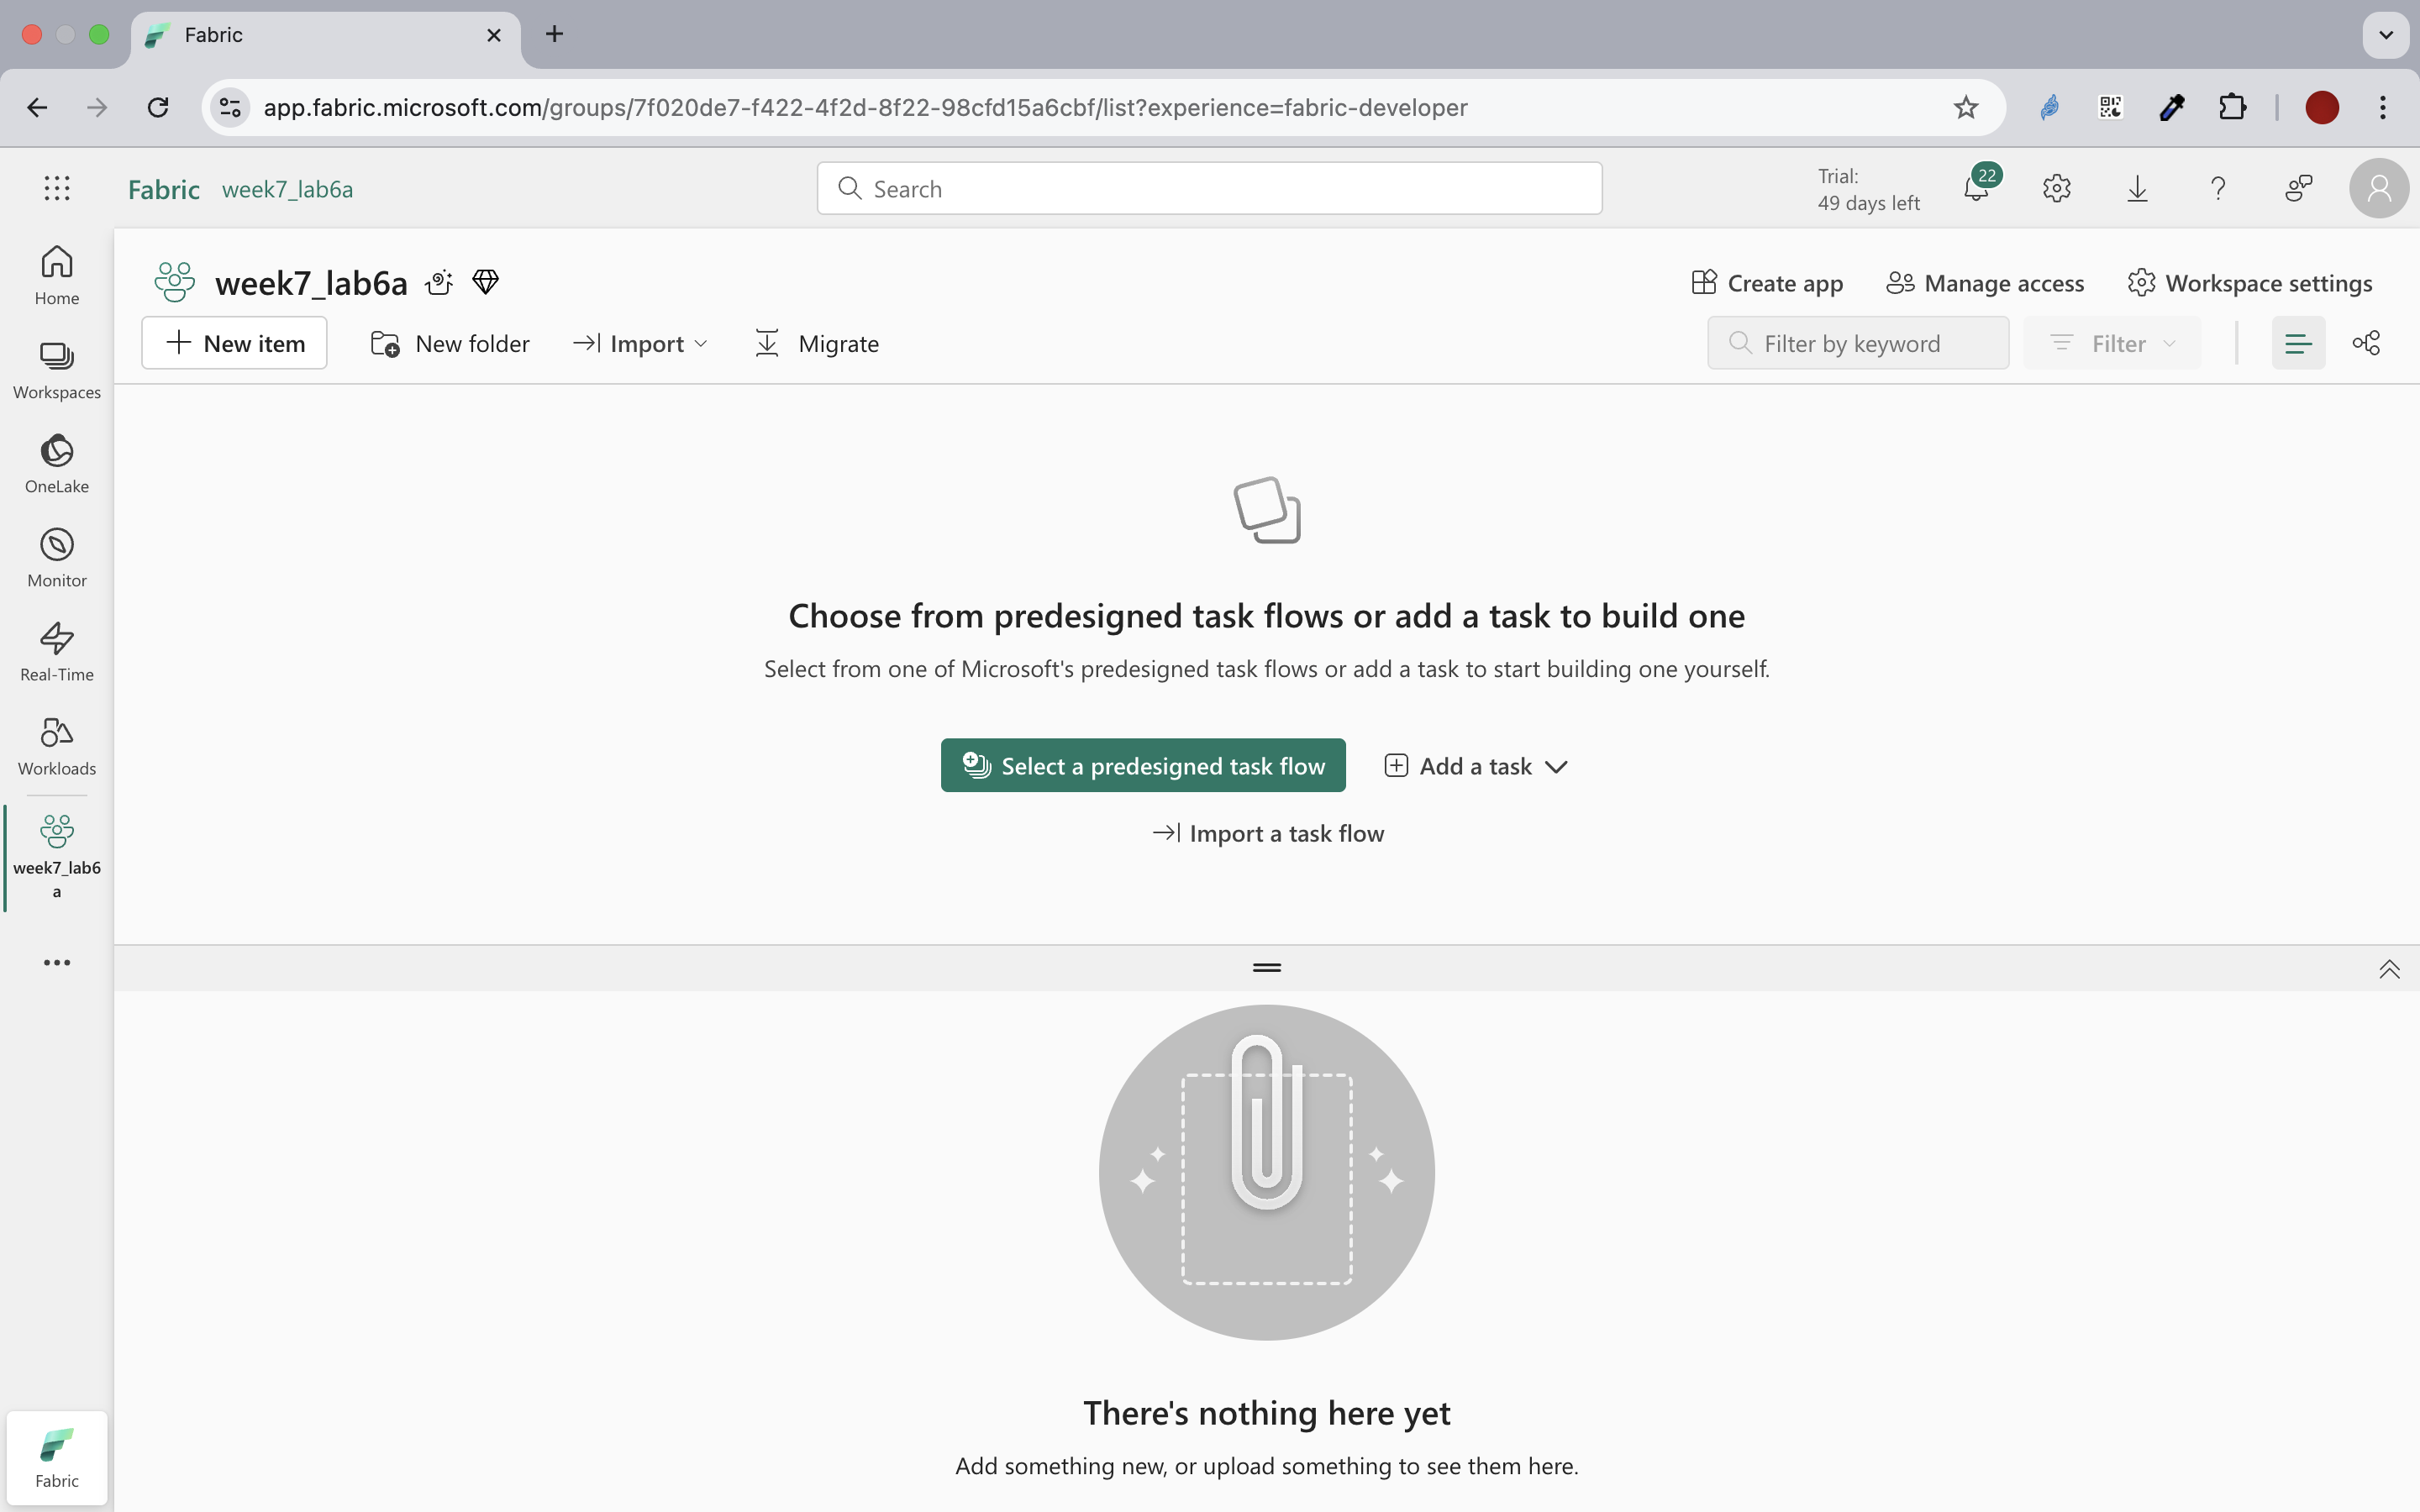 Fabric
app.fabric.microsoft.com/groups/7f020de7-f422-4f2d-8f22-98cfd15a6cbf/list?experience=fabric-developer
Fabric week7_lab6a
Search
Trial:
49 days left
22
Home
Workspaces
OneLake
Monitor
Real-Time
Workloads
week7_lab6
a
Fabric
week7_lab6a
Create app Manage access Workspace settings
New item New folder Import Migrate
Filter by keyword Filter
Choose from predesigned task flows or add a task to build one
Select from one of Microsoft's predesigned task flows or add a task to start building one yourself.
Select a predesigned task flow Add a task
Import a task flow
There's nothing here yet
Add something new, or upload something to see them here.